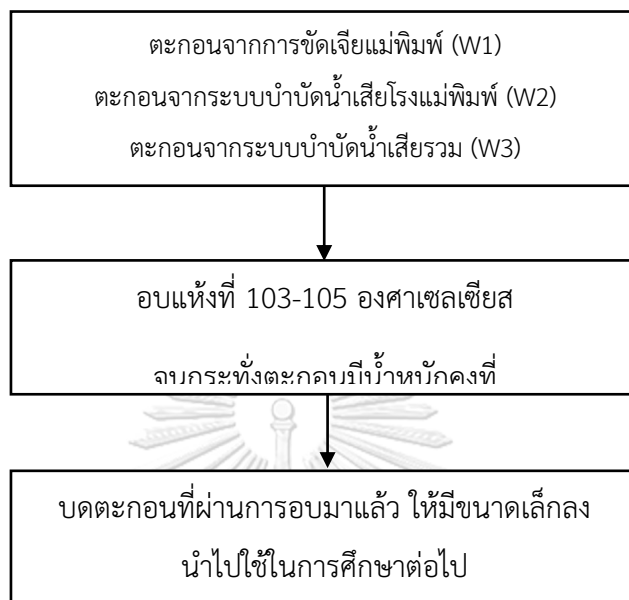 ตะกอนจากการขัดเจียแม่พิมพ์ (W1)
ตะกอนจากระบบบำบัดน้ำเสียโรงแม่พิมพ์ (W2)
ตะกอนจากระบบบำบัดน้ำเสียรวม (W3)
อบแห้งที่ 103-105 องศาเซลเซียส
จนกระทั่งตะกอนมีน้ำหนักคงที่
บดตะกอนที่ผ่านการอบมาแล้ว ให้มีขนาดเล็กลง
นำไปใช้ในการศึกษาต่อไป